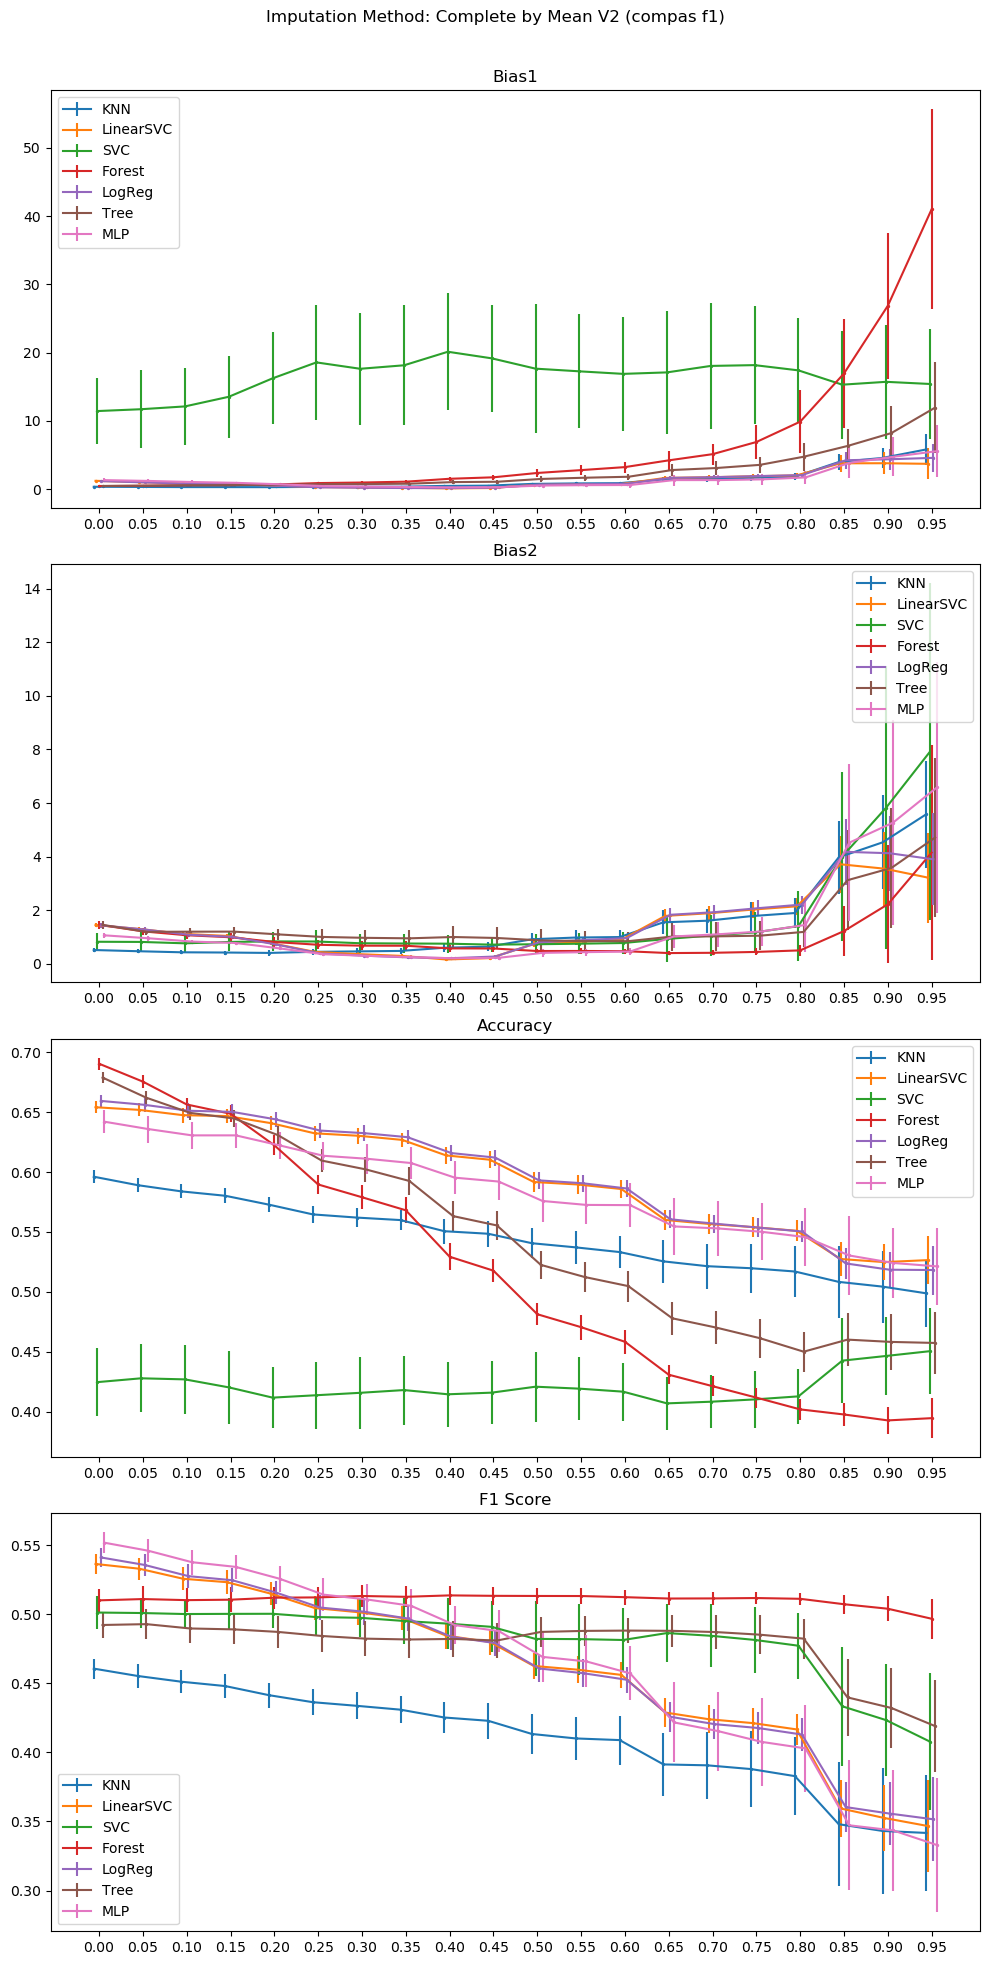 Imputation Method: Complete by Mean V2 (compas f1)
Bias1
KNN
LinearSVC
SVC
Forest
LogReg
Tree
MLP
50
40
30
20
10
0
0.00 0.05 0.10 0.15 0.20 0.25 0.30 0.35 0.40 0.45 0.50 0.55 0.60 0.65 0.70 0.75 0.80 0.85 0.90 0.95
Bias2
KNN
LinearSVC
SVC
Forest
LogReg
Tree
MLP
14
12
10
8
6
4
2
0
0.00 0.05 0.10 0.15 0.20 0.25 0.30 0.35 0.40 0.45 0.50 0.55 0.60 0.65 0.70 0.75 0.80 0.85 0.90 0.95
Accuracy
KNN
LinearSVC
SVC
Forest
LogReg
Tree
MLP
0.70
0.65
0.60
0.55
0.50
0.45
0.40
0.00 0.05 0.10 0.15 0.20 0.25 0.30 0.35 0.40 0.45 0.50 0.55 0.60 0.65 0.70 0.75 0.80 0.85 0.90 0.95
F1 Score
0.55
0.50
0.45
0.40
0.35
0.30
KNN
LinearSVC
SVC
Forest
LogReg
Tree
MLP
0.00 0.05 0.10 0.15 0.20 0.25 0.30 0.35 0.40 0.45 0.50 0.55 0.60 0.65 0.70 0.75 0.80 0.85 0.90 0.95